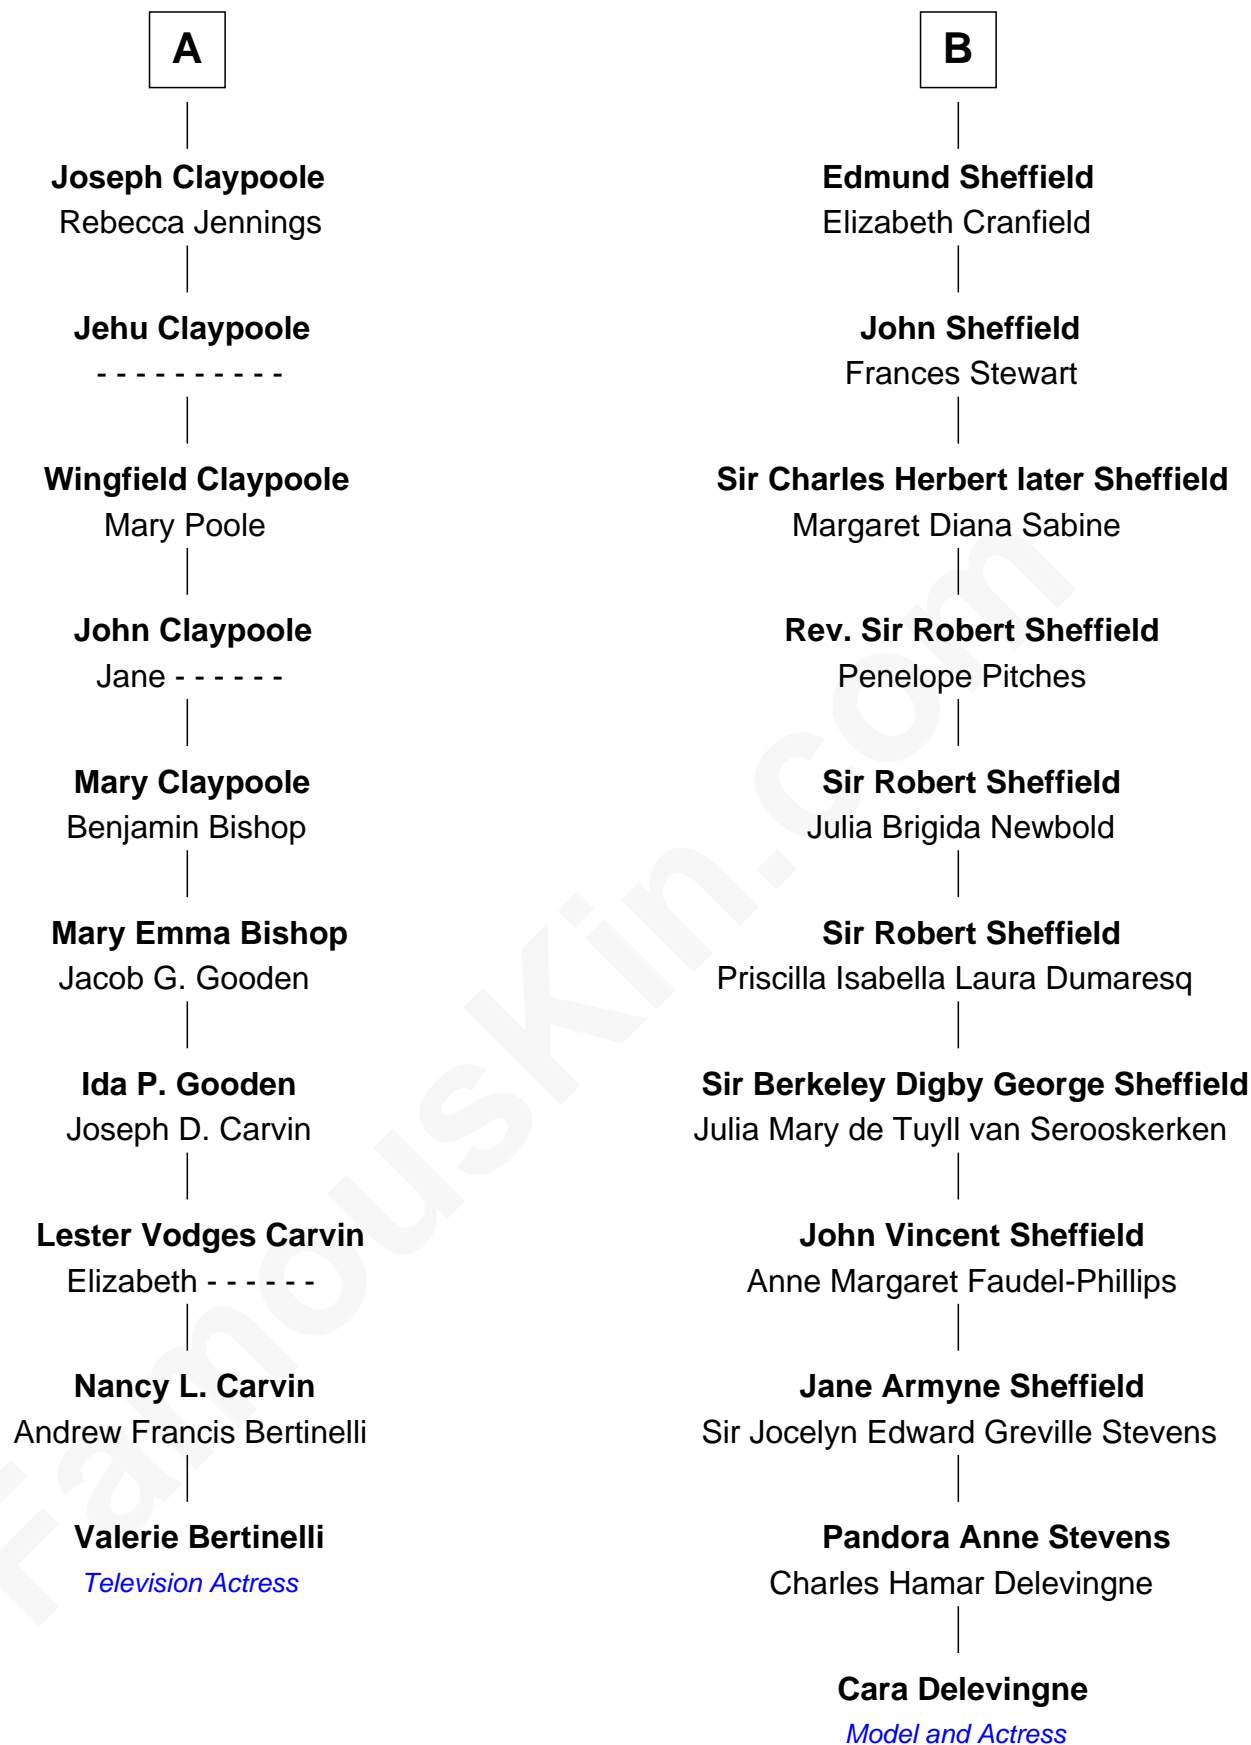 A
Joseph Claypoole
Rebecca Jennings
Jehu Claypoole
- - - - - - - - - -
Wingfield Claypoole
Mary Poole
John Claypoole
Jane - - - - - -
Mary Claypoole
Benjamin Bishop
Mary Emma Bishop
Jacob G. Gooden
Ida P. Gooden
Joseph D. Carvin
Lester Vodges Carvin
Elizabeth - - - - - -
Nancy L. Carvin
Andrew Francis Bertinelli
Valerie Bertinelli
Television Actress
B
Edmund Sheffield
Elizabeth Cranfield
John Sheffield
Frances Stewart
Sir Charles Herbert later Sheffield
Margaret Diana Sabine
Rev. Sir Robert Sheffield
Penelope Pitches
Sir Robert Sheffield
Julia Brigida Newbold
Sir Robert Sheffield
Priscilla Isabella Laura Dumaresq
Sir Berkeley Digby George Sheffield
Julia Mary de Tuyll van Serooskerken
John Vincent Sheffield
Anne Margaret Faudel-Phillips
Jane Armyne Sheffield
Sir Jocelyn Edward Greville Stevens
Pandora Anne Stevens
Charles Hamar Delevingne
Cara Delevingne
Model and Actress
FamousKin.com